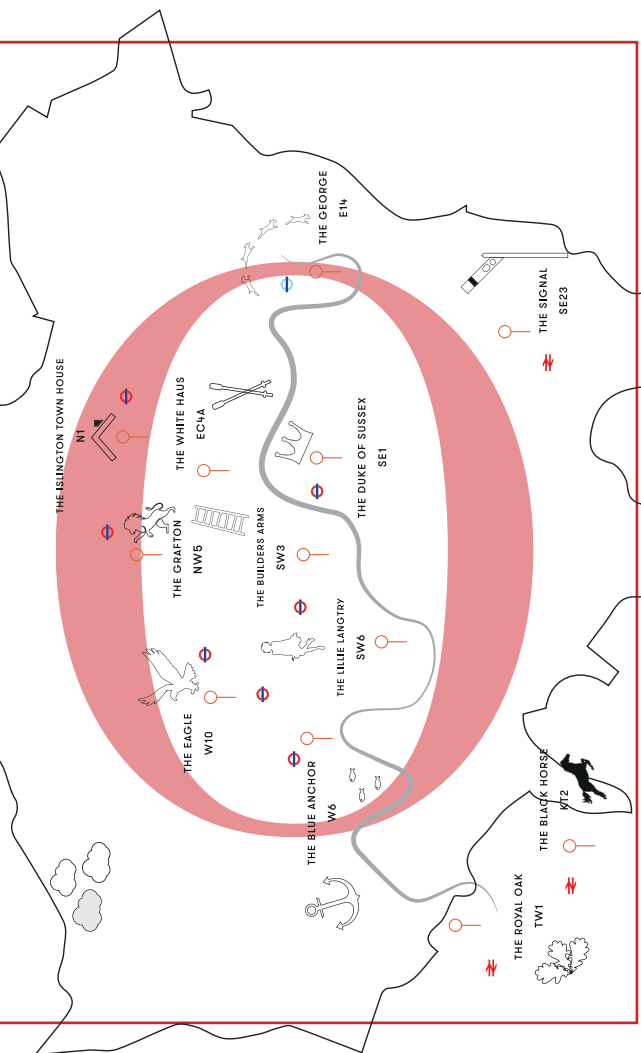 THE ISLINGTON TOWN HOUSE
N1
THE WHITE HAUS
EC4A
THE GEORGE
E14
THE GRAFTON
NW5
THE BUILDERS ARMS
SW3
THE DUKE OF SUSSEX
SE1
THE SIGNAL
SE23
THE EAGLE
W10
THE LILLIE LANGTRY
SW6
THE BLUE ANCHOR
W6
THE BLACK HORSE
KT2
THE ROYAL OAK
TW1